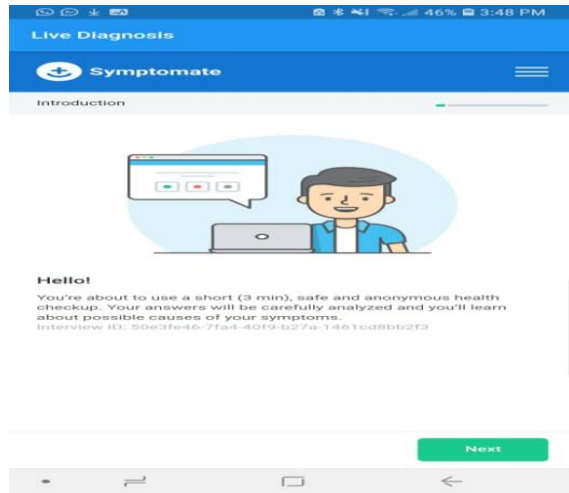 46% 3:48 PM
Live Diagnosis
Symptomate
Introduction
Hello!
You're about to use a short (3 min), safe and anonymous health
checkup. Your answers will be carefully analyzed and you'll learn
about possible causes of your symptoms.
Interview ID: 50e3fe46-7fa4-40f9-b27a-1461cd8bb2f3
Next